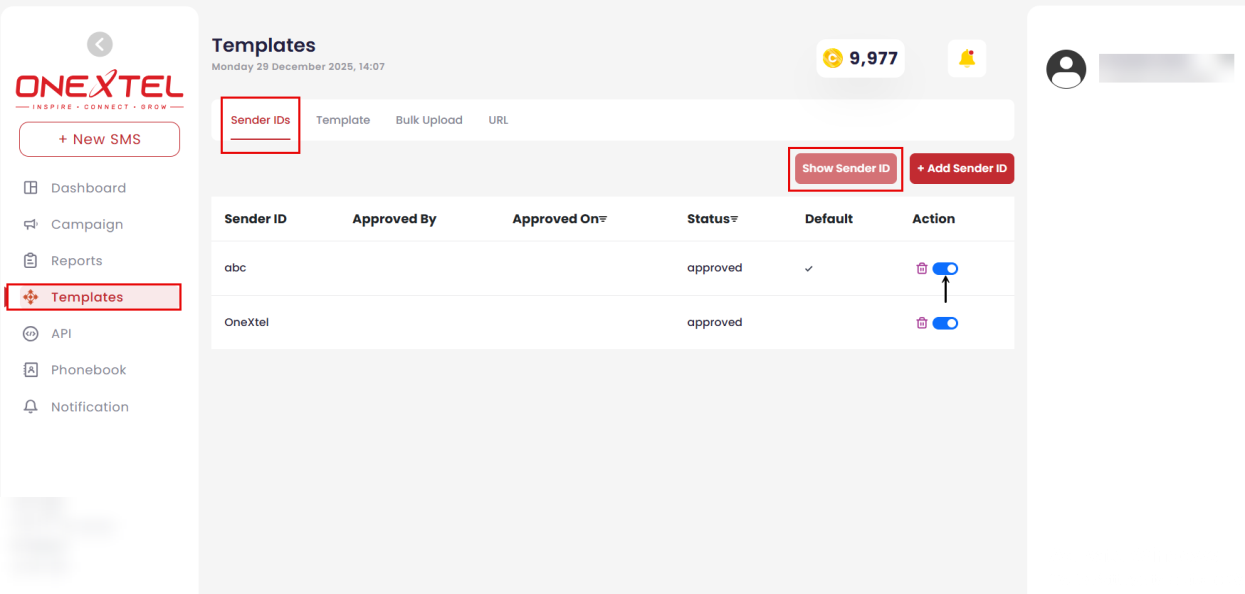 Templates
Monday 29 December 2025, 14:07
9,977
ONEXTEL
INSPIRE • CONNECT • GROW
+ New SMS
Dashboard
Campaign
Reports
Templates
API
Phonebook
Notification
Sender IDs Template Bulk Upload URL
Show Sender ID + Add Sender ID
Sender ID Approved By Approved On Status Default Action
abc approved
OneXtel approved